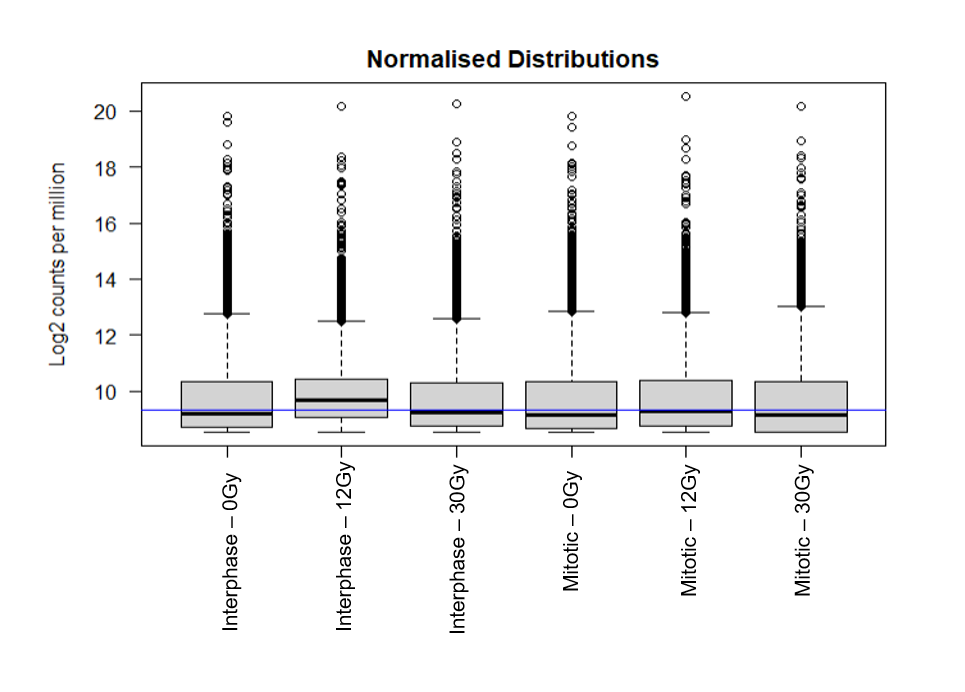 Normalised Distributions
Log2 counts per million
20
18
16
14
12
10
Interphase – 0Gy
Interphase – 12Gy
Interphase – 30Gy
Mitotic – 0Gy
Mitotic – 12Gy
Mitotic – 30Gy